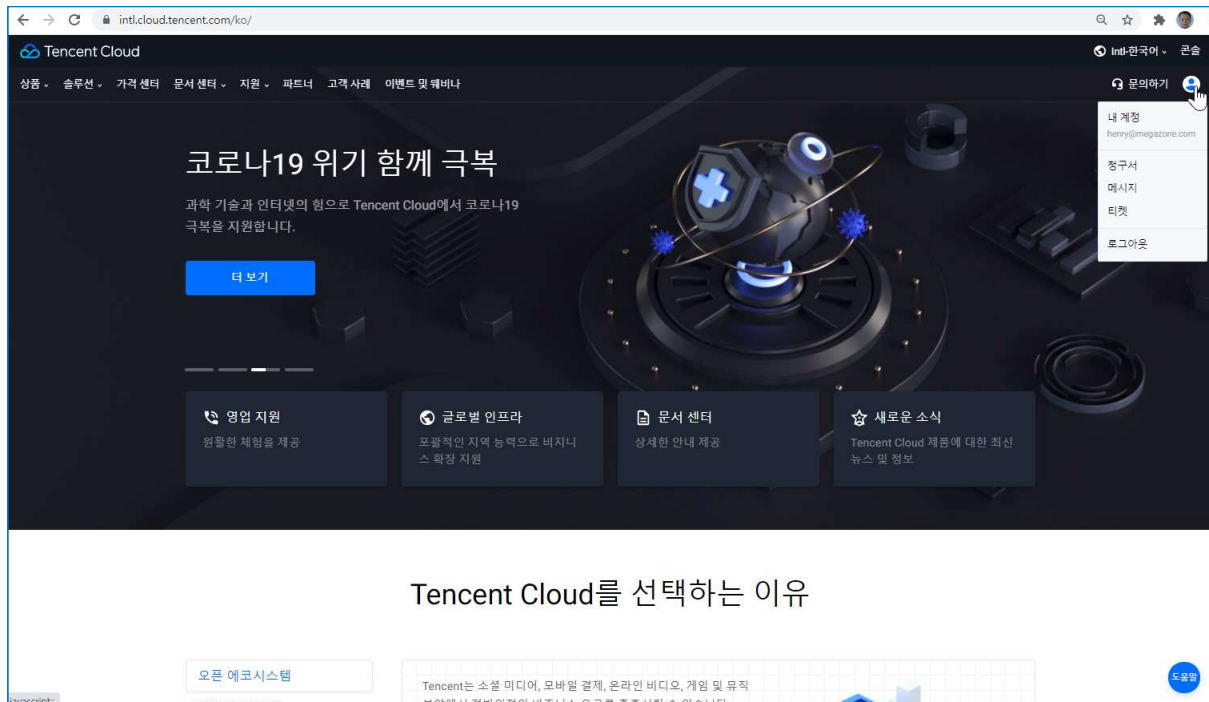 intl.cloud.tencent.com/ko/
Tencent Cloud
Intl-한국어
콘솔
상품 솔루션 가격 센터 문서 센터 지원 파트너 고객 사례 이벤트 및 웨비나
문의하기
내 계정
henry@megazone.com
청구서
메시지
티켓
로그아웃
코로나19 위기 함께 극복
과학 기술과 인터넷의 힘으로 Tencent Cloud에서 코로나19
극복을 지원합니다.
더 보기
영업 지원
원활한 체험을 제공
글로벌 인프라
포괄적인 지역 능력으로 비지니
스 확장 지원
문서 센터
상세한 안내 제공
새로운 소식
Tencent Cloud 제품에 대한 최신
뉴스 및 정보
Tencent Cloud를 선택하는 이유
오픈 에코시스템
Tencent는 소셜 미디어, 모바일 결제, 온라인 비디오, 게임 및 뮤직
도움말